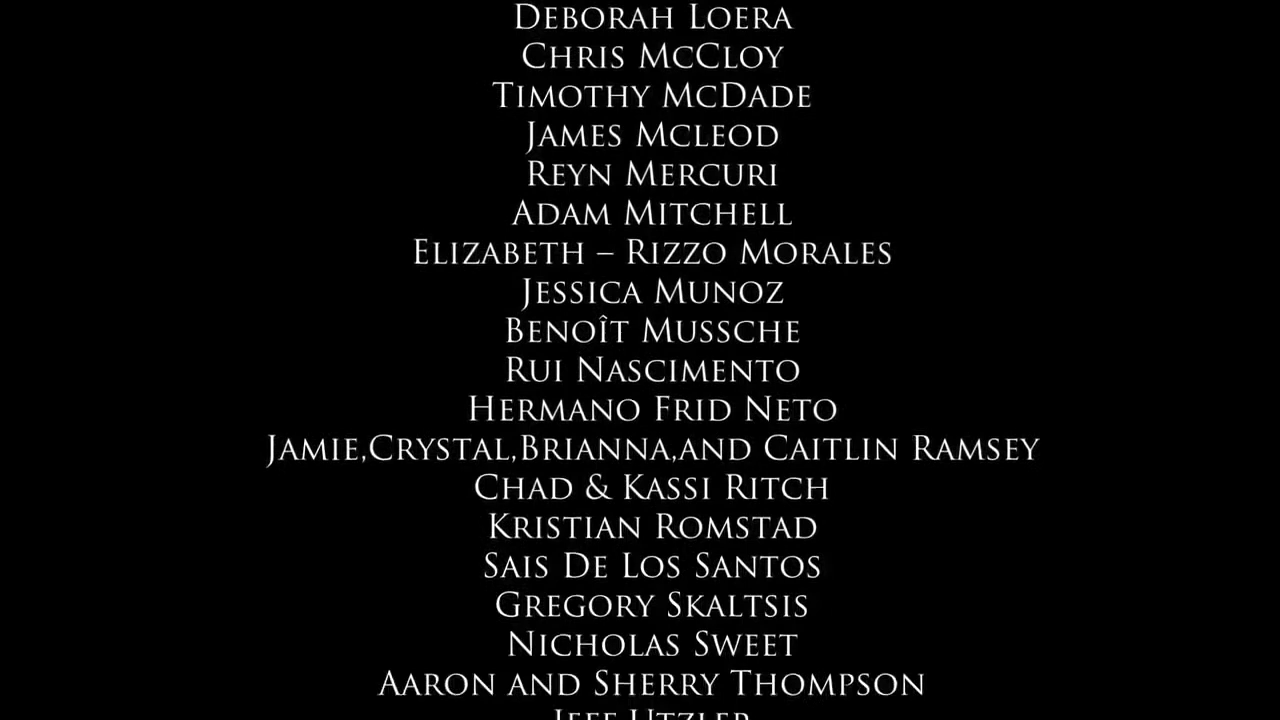 Deborah Loera
Chris McCloy
Timothy McDade
James Mcleod
Reyn Mercuri
Adam Mitchell
Elizabeth – Rizzo Morales
Jessica Munoz
Benoît Mussche
Rui Nascimento
Hermano Frid Neto
Jamie,Crystal,Brianna,and Caitlin Ramsey
Chad & Kassi Ritch
Kristian Romstad
Sais De Los Santos
Gregory Skaltsis
Nicholas Sweet
Aaron and Sherry Thompson
Jeff Utzler